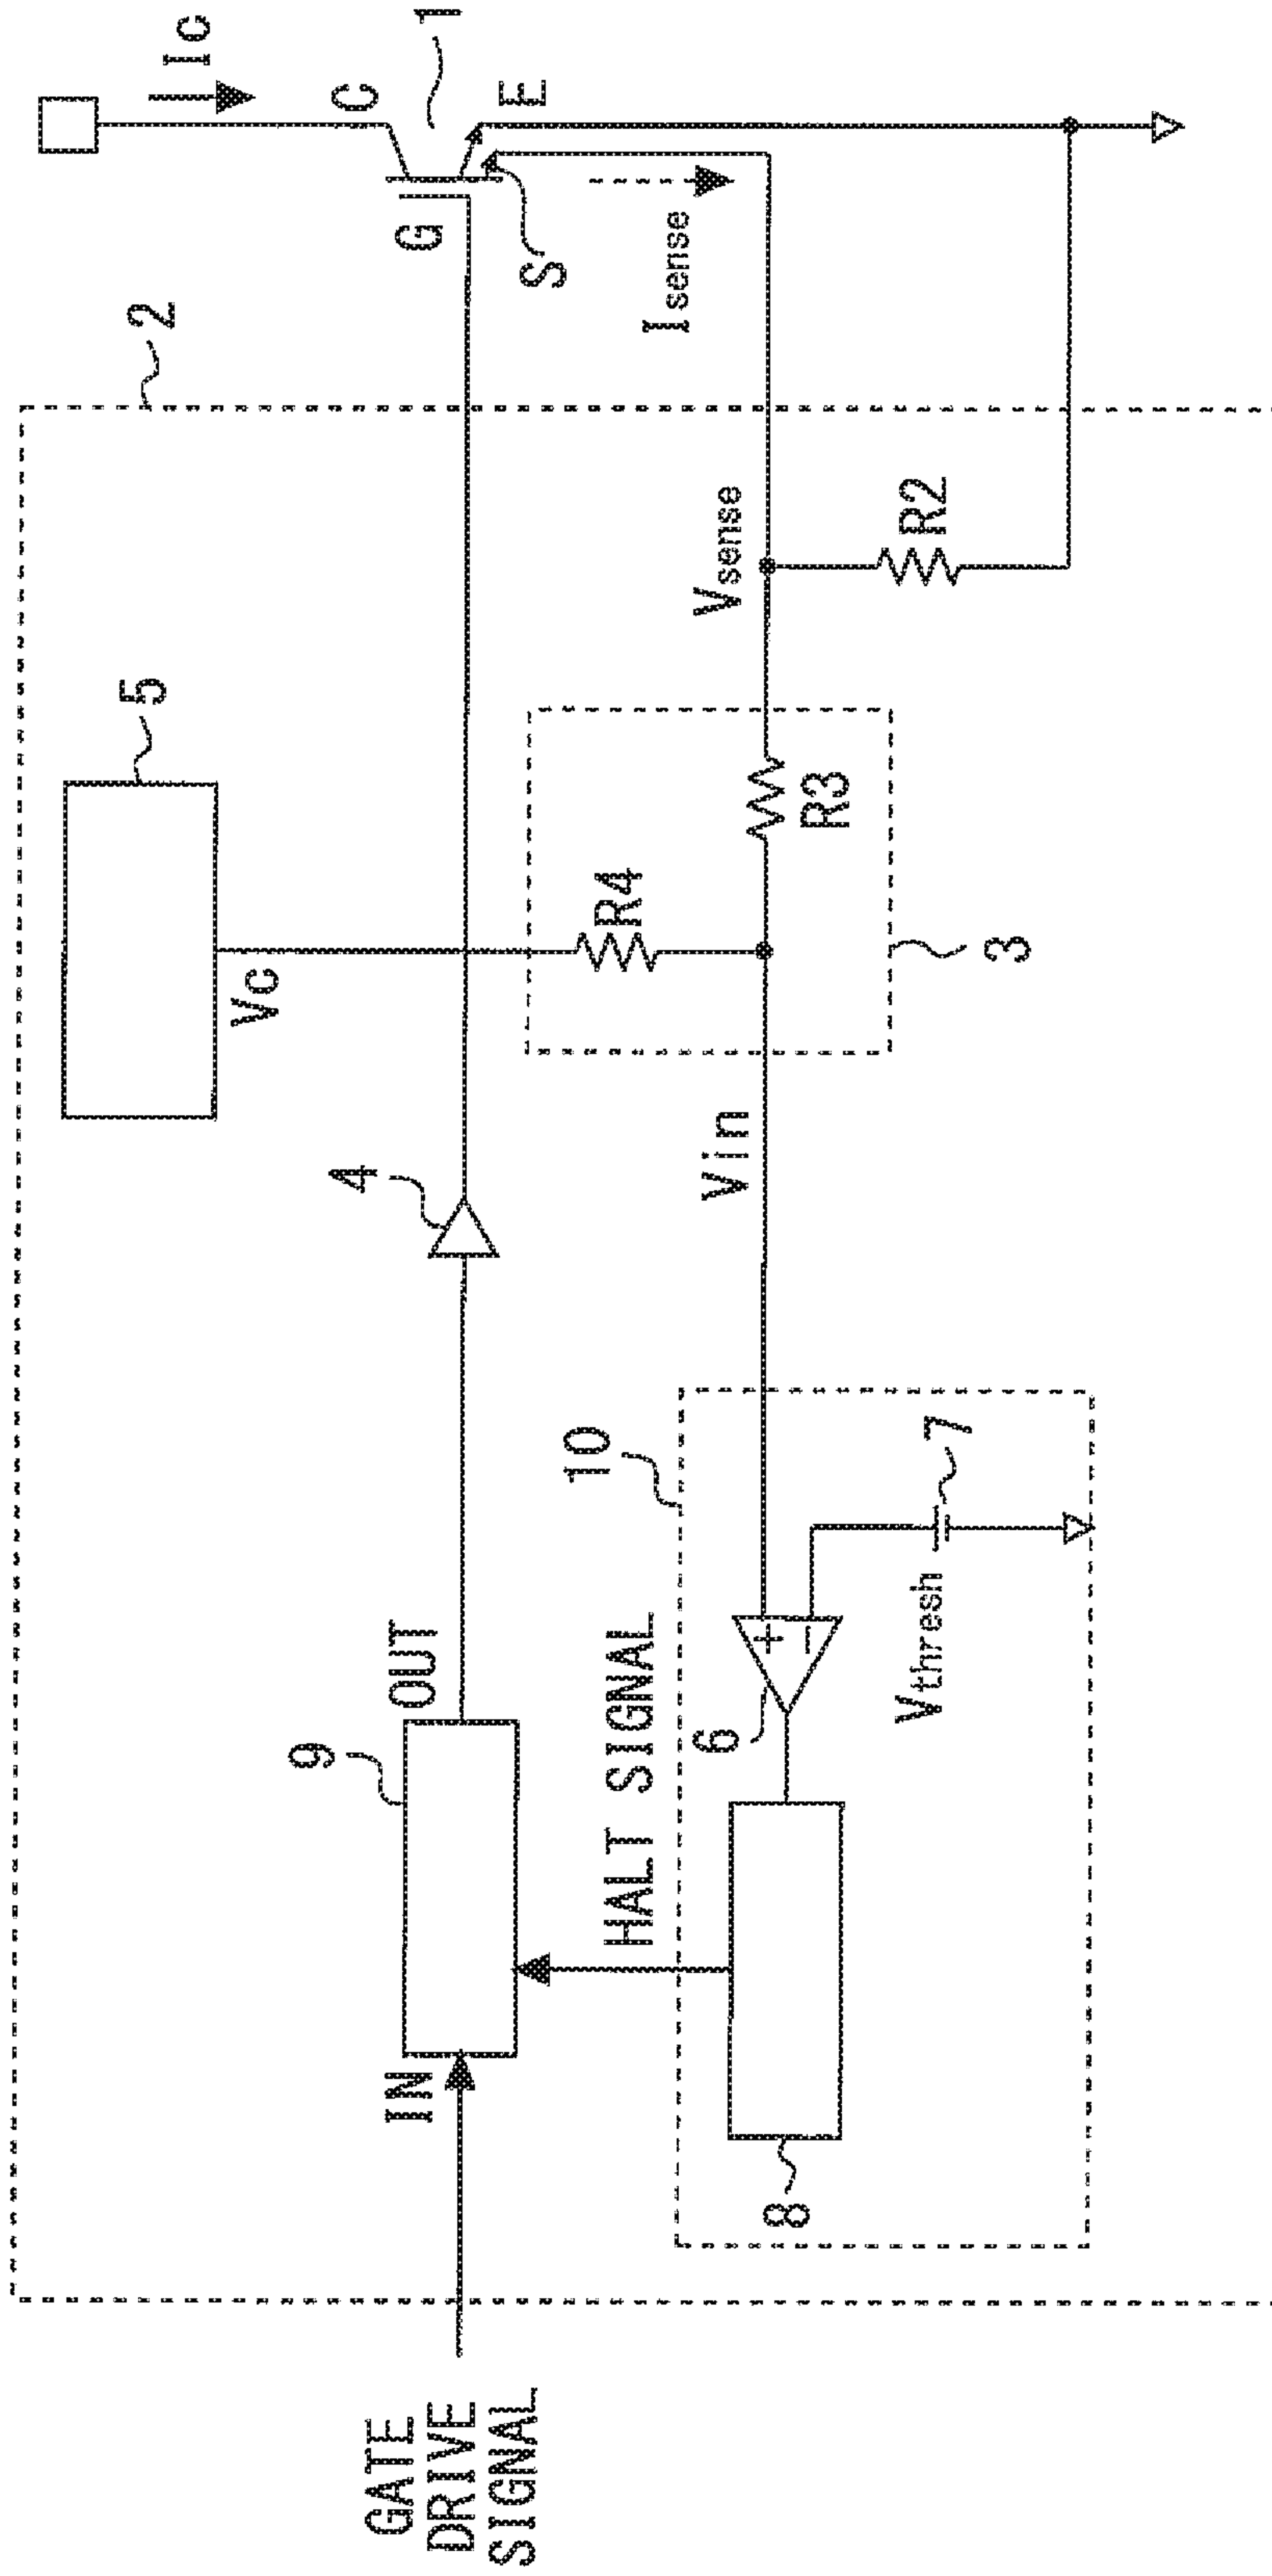 GATE
DRIVE
SIGNAL
IN
9
OUT
4
5
Vc
2
G
C
Ic
1
E
S
Isense
HALT SIGNAL
10
8
6
+
−
Vthresh
7
Vin
R4
R3
3
Vsense
R2